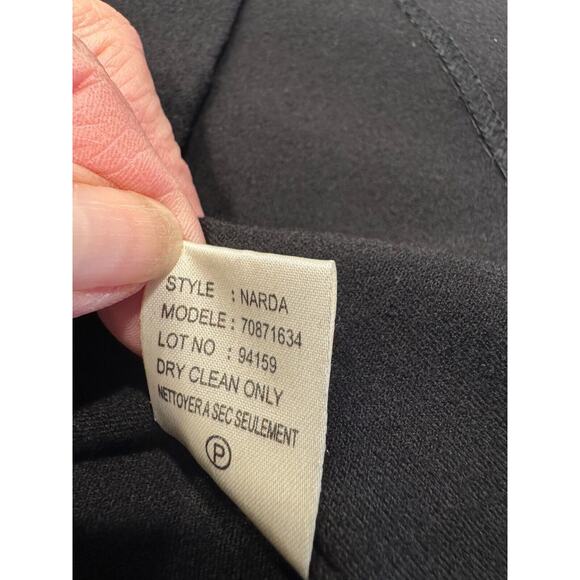 STYLE : NARDA
MODELE : 70871634
LOT NO : 94159
DRY CLEAN ONLY
NETTOYER A SEC SEULEMENT
P